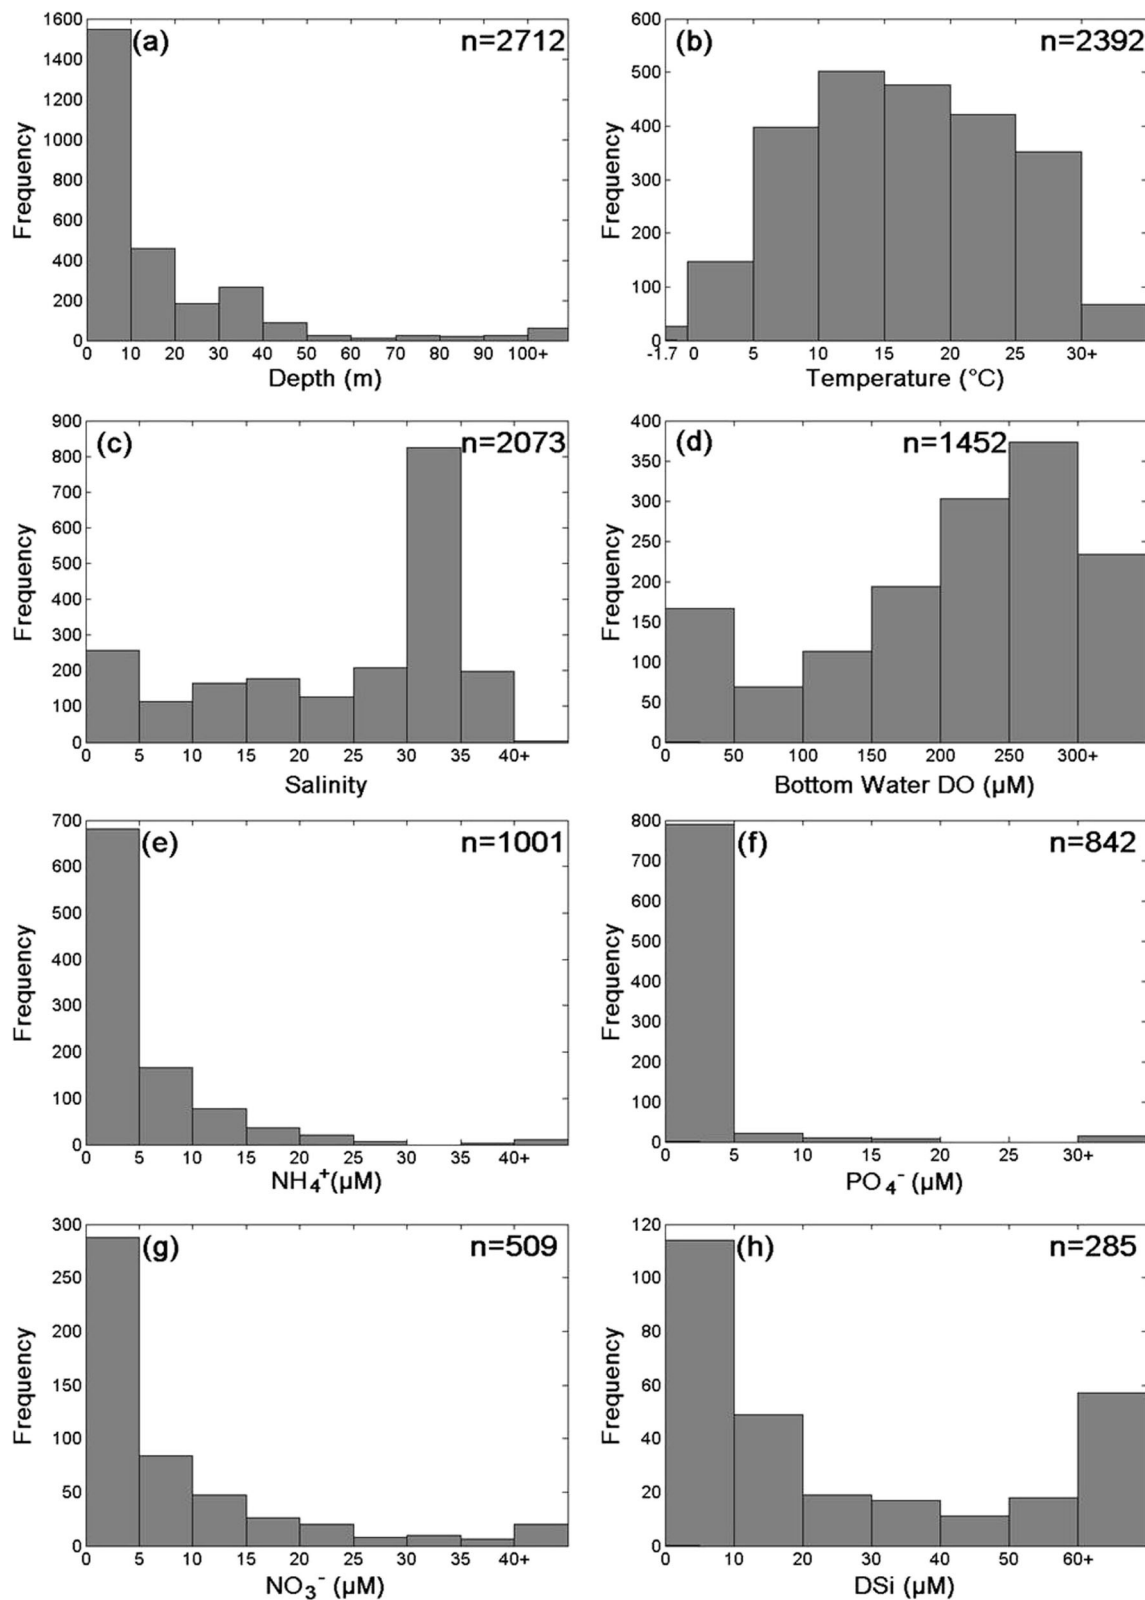 (a) n=2712
1600
1400
1200
1000
800
600
400
200
0
Frequency
0 10 20 30 40 50 60 70 80 90 100+
Depth (m)
(b) n=2392
600
500
400
300
200
100
0
Frequency
-1.7 0 5 10 15 20 25 30+
Temperature (°C)
(c) n=2073
900
800
700
600
500
400
300
200
100
0
Frequency
0 5 10 15 20 25 30 35 40+
Salinity
(d) n=1452
400
350
300
250
200
150
100
50
0
Frequency
0 50 100 150 200 250 300+
Bottom Water DO (µM)
(e) n=1001
700
600
500
400
300
200
100
0
Frequency
0 5 10 15 20 25 30 35 40+
NH₄⁺(µM)
(f) n=842
800
700
600
500
400
300
200
100
0
Frequency
0 5 10 15 20 25 30+
PO₄⁻ (µM)
(g) n=509
300
250
200
150
100
50
0
Frequency
0 5 10 15 20 25 30 35 40+
NO₃⁻ (µM)
(h) n=285
120
100
80
60
40
20
0
Frequency
0 10 20 30 40 50 60+
DSi (µM)